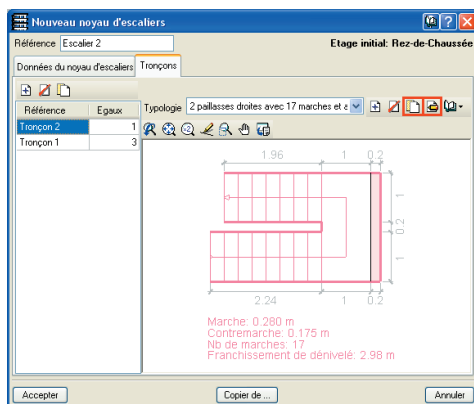 Nouveau noyau d'escaliers
Référence Escalier 2 Etage initial: Rez-de-Chaussée
Données du noyau d'escaliers Tronçons
Référence Egaux
Tronçon 2 1
Tronçon 1 3
Typologie 2 paillasses droites avec 17 marches et
1.96 1 0.2
1
0.2
1
2.24 1 0.2
Marche: 0.280 m
Contremarche: 0.175 m
Nb de marches: 17
Franchissement de dénivelé: 2.98 m
Accepter Copier de ... Annuler